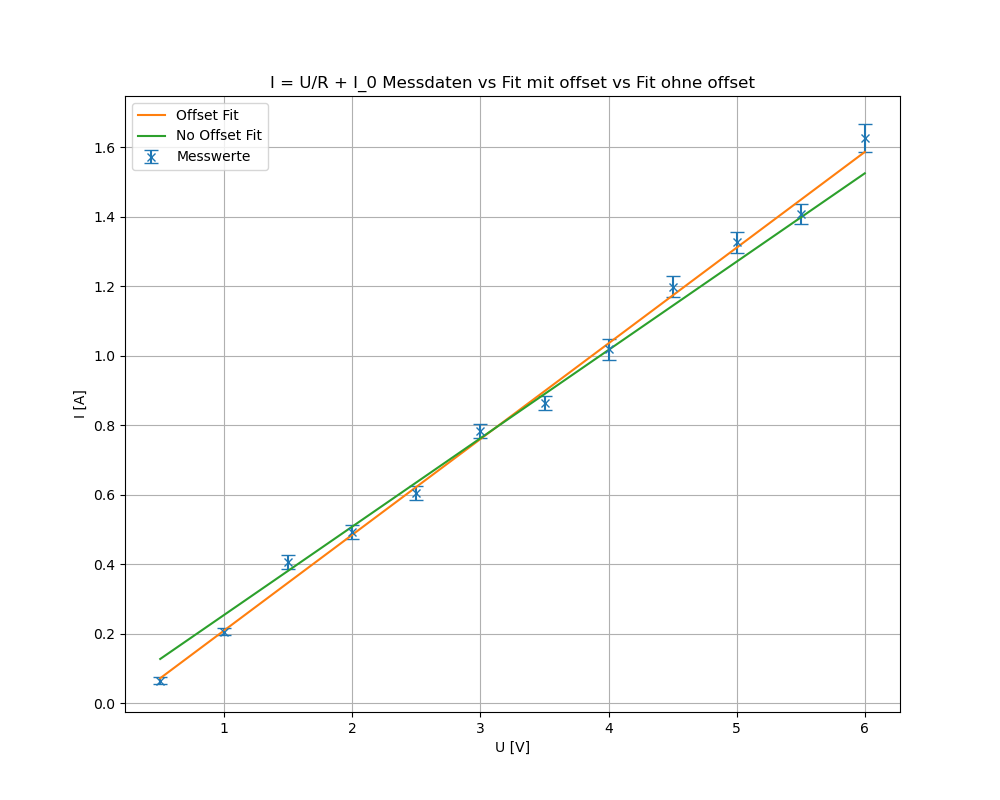 I = U/R + I_0 Messdaten vs Fit mit offset vs Fit ohne offset
Offset Fit
No Offset Fit
Messwerte
1.6
1.4
1.2
1.0
0.8
0.6
0.4
0.2
0.0
I [A]
1 2 3 4 5 6
U [V]